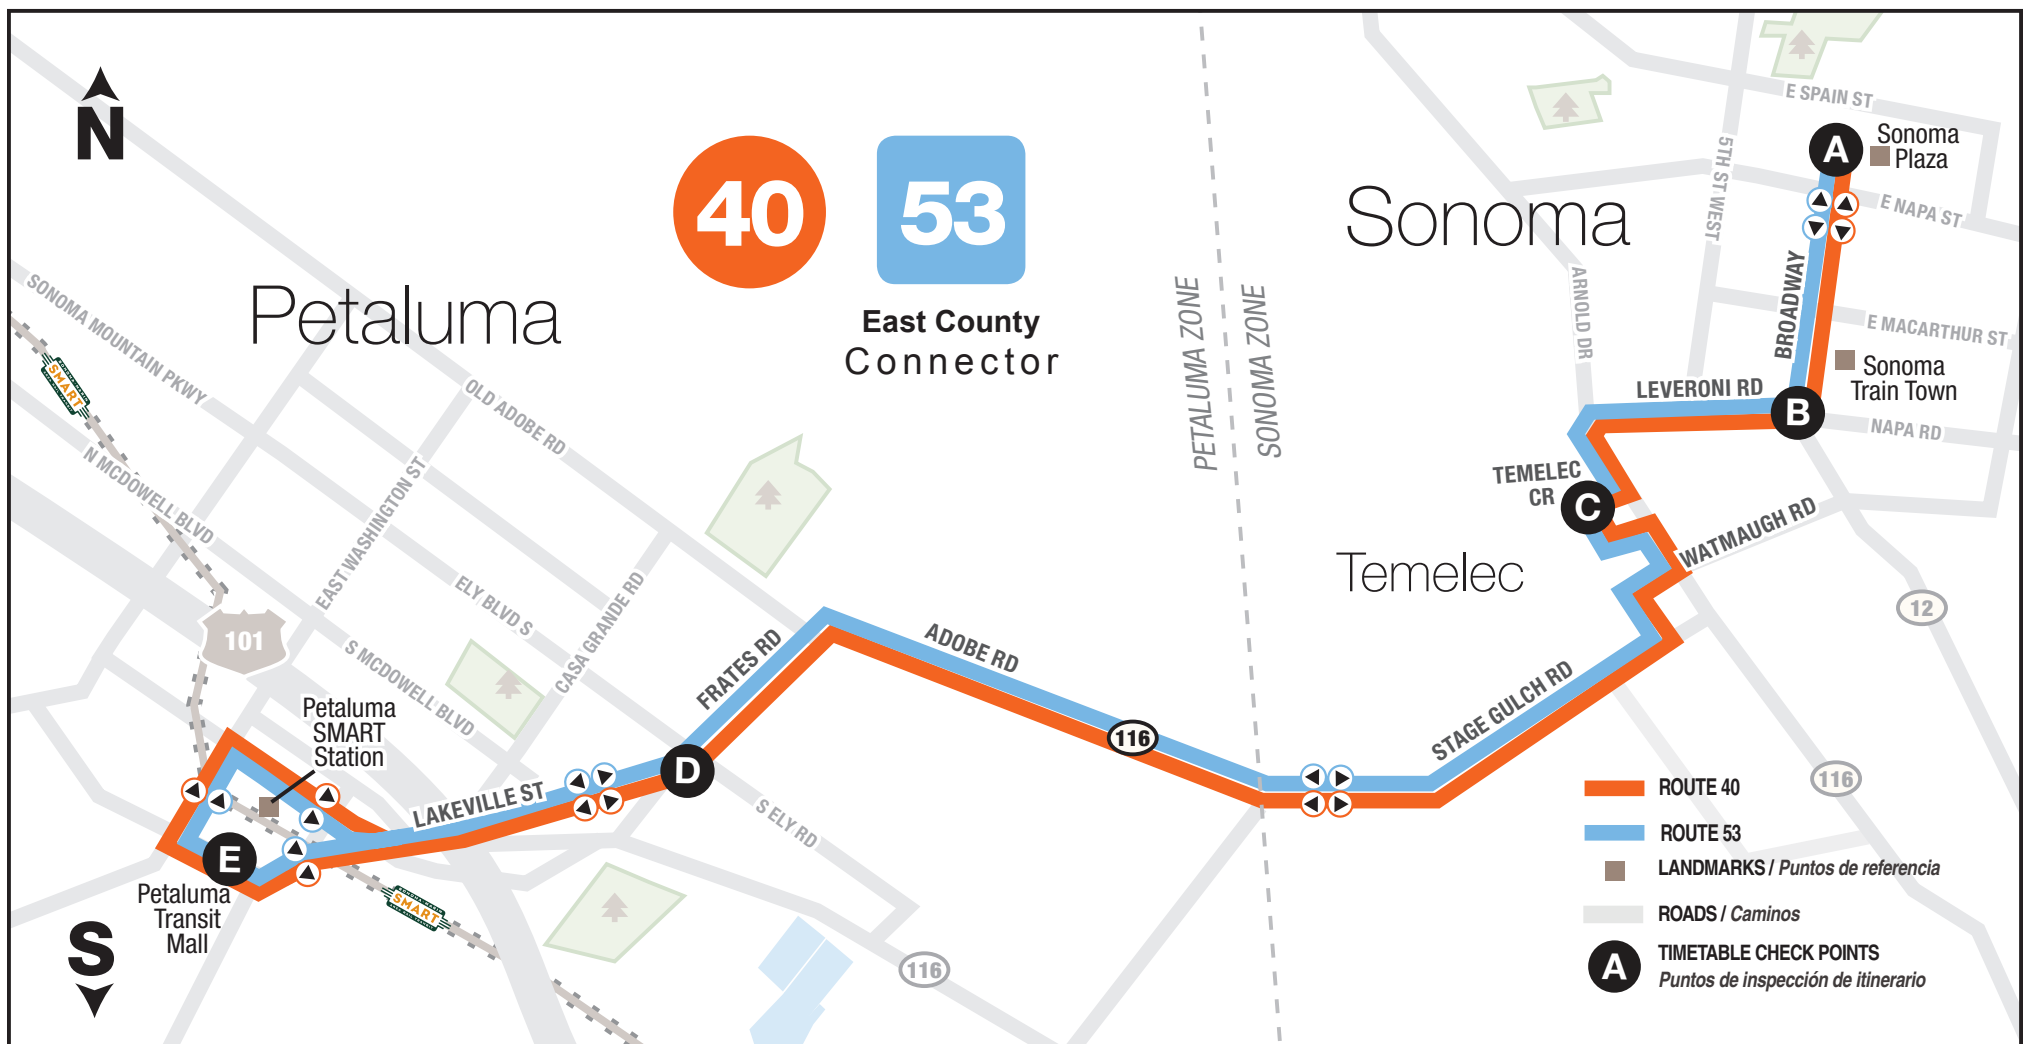 N
40
53
East County
Connector
Petaluma
Sonoma
Temelec
PETALUMA ZONE
SONOMA ZONE
E SPAIN ST
A
Sonoma
Plaza
5TH ST WEST
E NAPA ST
BROADWAY
ARNOLD DR
E MACARTHUR ST
Sonoma
Train Town
LEVERONI RD
B
NAPA RD
TEMELEC
CR
C
WATMAUGH RD
12
116
SONOMA MOUNTAIN PKWY
SMART
N MCDOWELL BLVD
OLD ADOBE RD
EAST WASHINGTON ST
ELY BLVD S
CASA GRANDE RD
S MCDOWELL BLVD
101
FRATES RD
ADOBE RD
116
STAGE GULCH RD
Petaluma
SMART
Station
LAKEVILLE ST
D
S ELY RD
E
Petaluma
Transit
Mall
SMART
116
S
ROUTE 40
ROUTE 53
LANDMARKS / Puntos de referencia
ROADS / Caminos
A
TIMETABLE CHECK POINTS
Puntos de inspección de itinerario